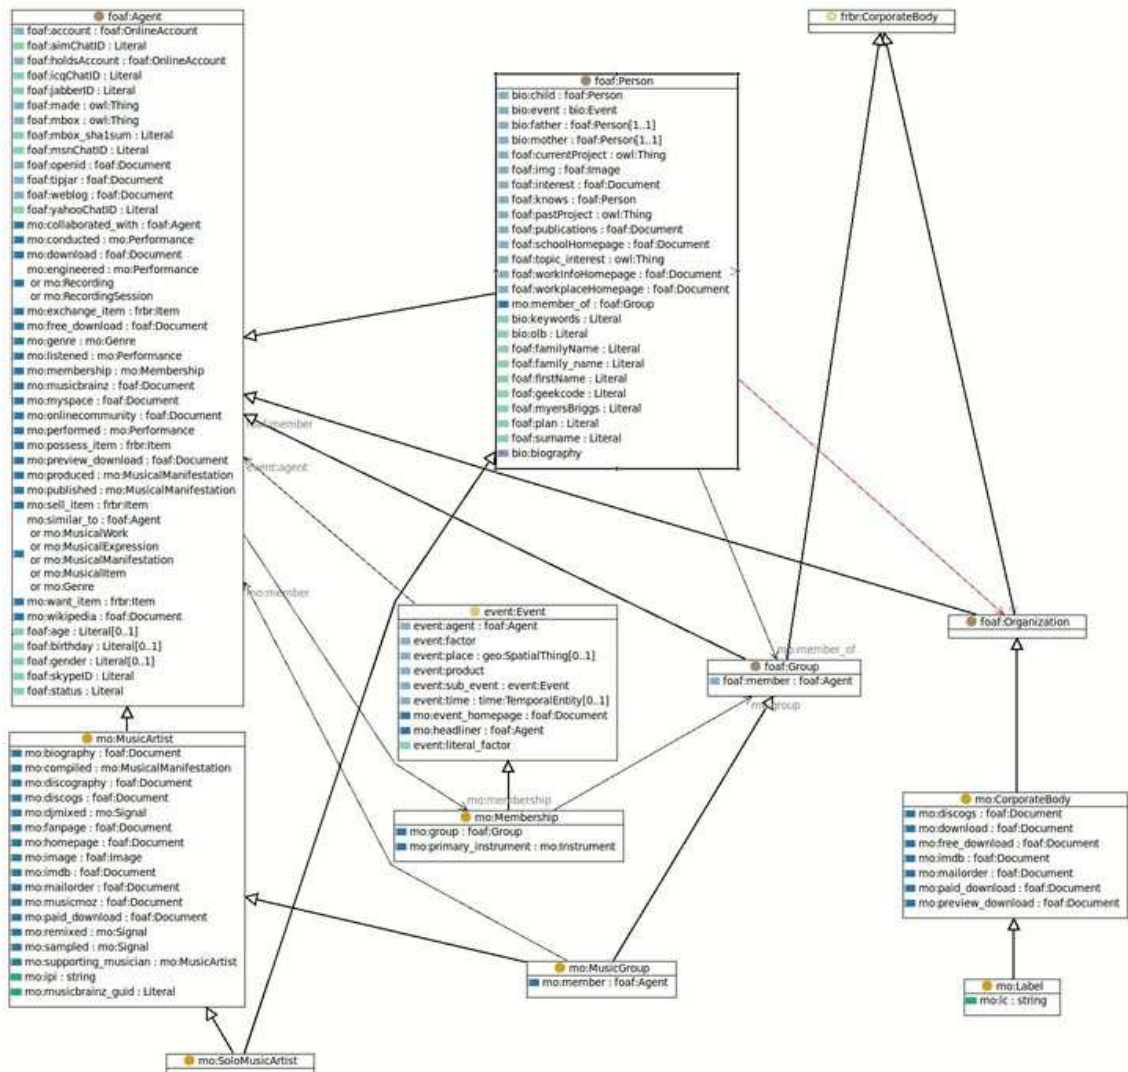 foaf:Agent
foaf:account : foaf:OnlineAccount
foaf:aimChatID : Literal
foaf:holdsAccount : foaf:OnlineAccount
foaf:icqChatID : Literal
foaf:jabberID : Literal
foaf:made : owl:Thing
foaf:mbox : owl:Thing
foaf:mbox_sha1sum : Literal
foaf:msnChatID : Literal
foaf:openid : foaf:Document
foaf:tipjar : foaf:Document
foaf:weblog : foaf:Document
foaf:yahooChatID : Literal
mo:collaborated_with : foaf:Agent
mo:conducted : mo:Performance
mo:download : foaf:Document
mo:engineered : mo:Performance
or mo:Recording
or mo:RecordingSession
mo:exchange_item : frbr:Item
mo:free_download : foaf:Document
mo:genre : mo:Genre
mo:listened : mo:Performance
mo:membership : mo:Membership
mo:musicbrainz : foaf:Document
mo:myspace : foaf:Document
mo:onlinecommunity : foaf:Document
mo:performed : mo:Performance
mo:possess_item : frbr:Item
mo:preview_download : foaf:Document
mo:produced : mo:MusicalManifestation
mo:published : mo:MusicalManifestation
mo:sell_item : frbr:Item
mo:similar_to : foaf:Agent
or mo:MusicalWork
or mo:MusicalExpression
or mo:MusicalManifestation
or mo:MusicalItem
or mo:Genre
mo:want_item : frbr:Item
mo:wikipedia : foaf:Document
foaf:age : Literal[0..1]
foaf:birthday : Literal[0..1]
foaf:gender : Literal[0..1]
foaf:skypeID : Literal
foaf:status : Literal
frbr:CorporateBody
foaf:Person
bio:child : foaf:Person
bio:event : bio:Event
bio:father : foaf:Person[1..1]
bio:mother : foaf:Person[1..1]
foaf:currentProject : owl:Thing
foaf:img : foaf:Image
foaf:interest : foaf:Document
foaf:knows : foaf:Person
foaf:pastProject : owl:Thing
foaf:publications : foaf:Document
foaf:schoolHomepage : foaf:Document
foaf:topic_interest : owl:Thing
foaf:workInfoHomepage : foaf:Document
foaf:workplaceHomepage : foaf:Document
mo:member_of : foaf:Group
bio:keywords : Literal
bio:olb : Literal
foaf:familyName : Literal
foaf:family_name : Literal
foaf:firstName : Literal
foaf:geekcode : Literal
foaf:myersBriggs : Literal
foaf:plan : Literal
foaf:surname : Literal
bio:biography
foaf:member
event:agent
mo:member
event:Event
event:agent : foaf:Agent
event:factor
event:place : geo:SpatialThing[0..1]
event:product
event:sub_event : event:Event
event:time : time:TemporalEntity[0..1]
mo:event_homepage : foaf:Document
mo:headliner : foaf:Agent
event:literal_factor
foaf:Organization
mo:member_of
foaf:Group
foaf:member : foaf:Agent
mo:group
mo:MusicArtist
mo:biography : foaf:Document
mo:compiled : mo:MusicalManifestation
mo:discography : foaf:Document
mo:discogs : foaf:Document
mo:djmixed : mo:Signal
mo:fanpage : foaf:Document
mo:homepage : foaf:Document
mo:image : foaf:Image
mo:imdb : foaf:Document
mo:mailorder : foaf:Document
mo:musicmoz : foaf:Document
mo:paid_download : foaf:Document
mo:remixed : mo:Signal
mo:sampled : mo:Signal
mo:supporting_musician : mo:MusicArtist
mo:ipi : string
mo:musicbrainz_guid : Literal
mo:membership
mo:Membership
mo:group : foaf:Group
mo:primary_instrument : mo:Instrument
mo:CorporateBody
mo:discogs : foaf:Document
mo:download : foaf:Document
mo:free_download : foaf:Document
mo:imdb : foaf:Document
mo:mailorder : foaf:Document
mo:paid_download : foaf:Document
mo:preview_download : foaf:Document
mo:MusicGroup
mo:member : foaf:Agent
mo:Label
mo:lc : string
mo:SoloMusicArtist